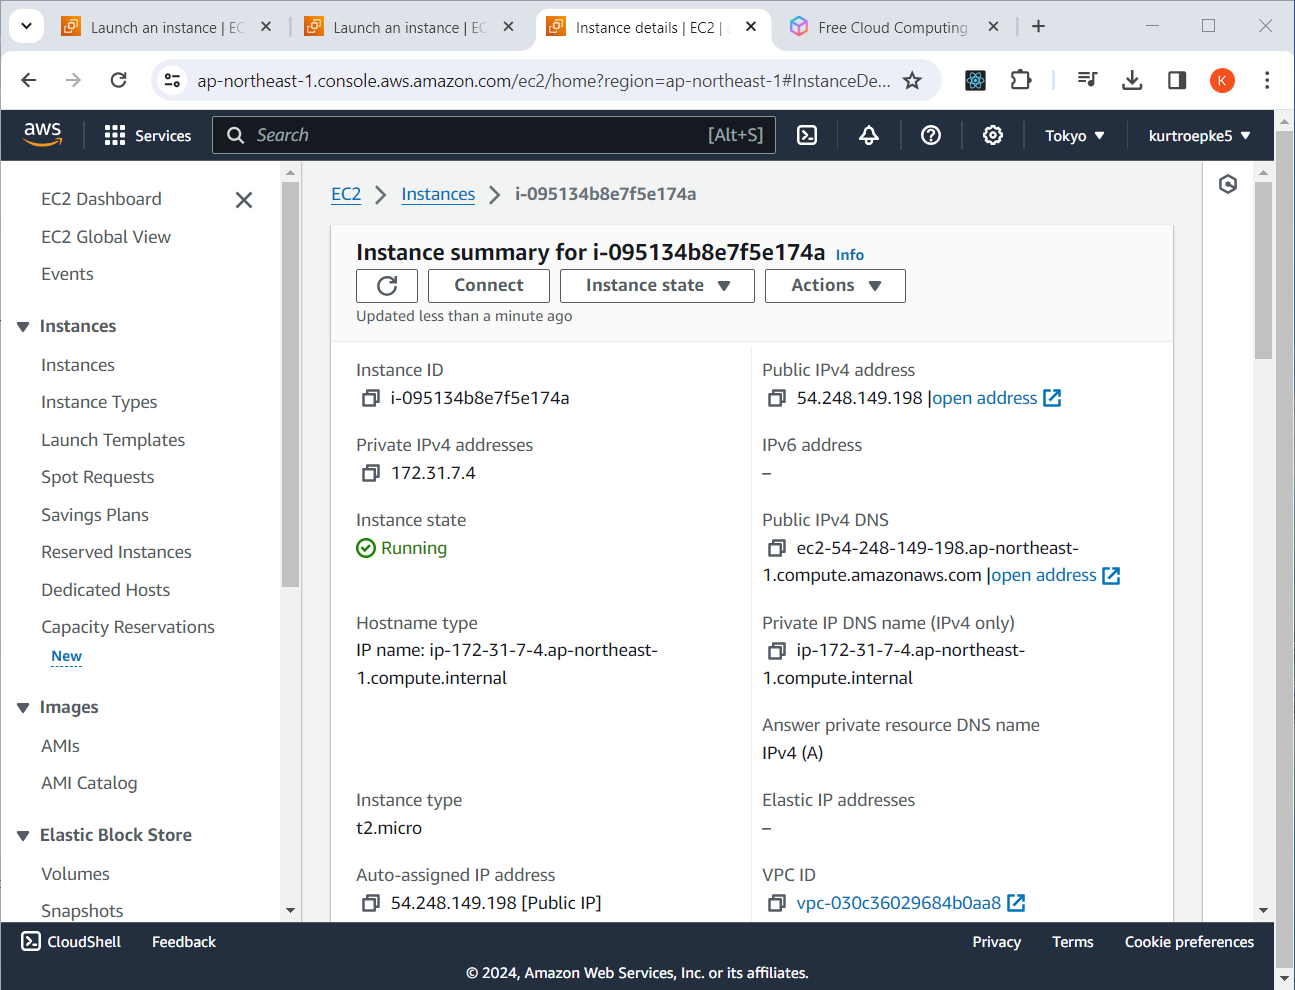 Launch an instance | EC
Launch an instance | EC
Instance details | EC2 | a
Free Cloud Computing
ap-northeast-1.console.aws.amazon.com/ec2/home?region=ap-northeast-1#InstanceDe...
K
aws
Services
Search
[Alt+S]
Tokyo
kurtroepke5
EC2 Dashboard
EC2 Global View
Events
Instances
Instances
Instance Types
Launch Templates
Spot Requests
Savings Plans
Reserved Instances
Dedicated Hosts
Capacity Reservations
New
Images
AMIs
AMI Catalog
Elastic Block Store
Volumes
Snapshots
EC2 > Instances > i-095134b8e7f5e174a
Instance summary for i-095134b8e7f5e174a Info
Connect
Instance state
Actions
Updated less than a minute ago
Instance ID
i-095134b8e7f5e174a
Private IPv4 addresses
172.31.7.4
Instance state
Running
Hostname type
IP name: ip-172-31-7-4.ap-northeast-
1.compute.internal
Instance type
t2.micro
Auto-assigned IP address
54.248.149.198 [Public IP]
Public IPv4 address
54.248.149.198 |open address
IPv6 address
–
Public IPv4 DNS
ec2-54-248-149-198.ap-northeast-
1.compute.amazonaws.com |open address
Private IP DNS name (IPv4 only)
ip-172-31-7-4.ap-northeast-
1.compute.internal
Answer private resource DNS name
IPv4 (A)
Elastic IP addresses
–
VPC ID
vpc-030c36029684b0aa8
CloudShell
Feedback
Privacy
Terms
Cookie preferences
© 2024, Amazon Web Services, Inc. or its affiliates.